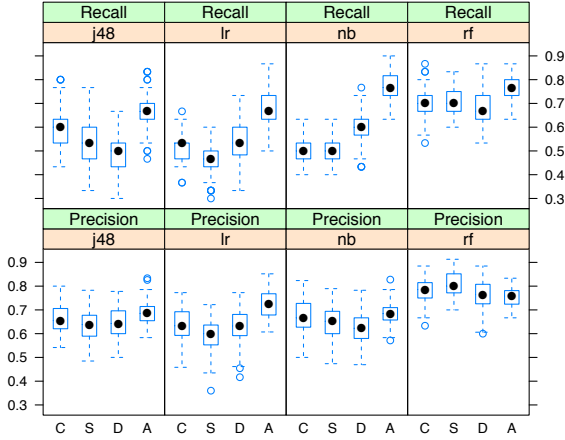 Recall Recall Recall Recall
j48 lr nb rf
0.9
0.8
0.7
0.6
0.5
0.4
0.3
Precision Precision Precision Precision
j48 lr nb rf
0.9
0.8
0.7
0.6
0.5
0.4
0.3
C S D A C S D A C S D A C S D A